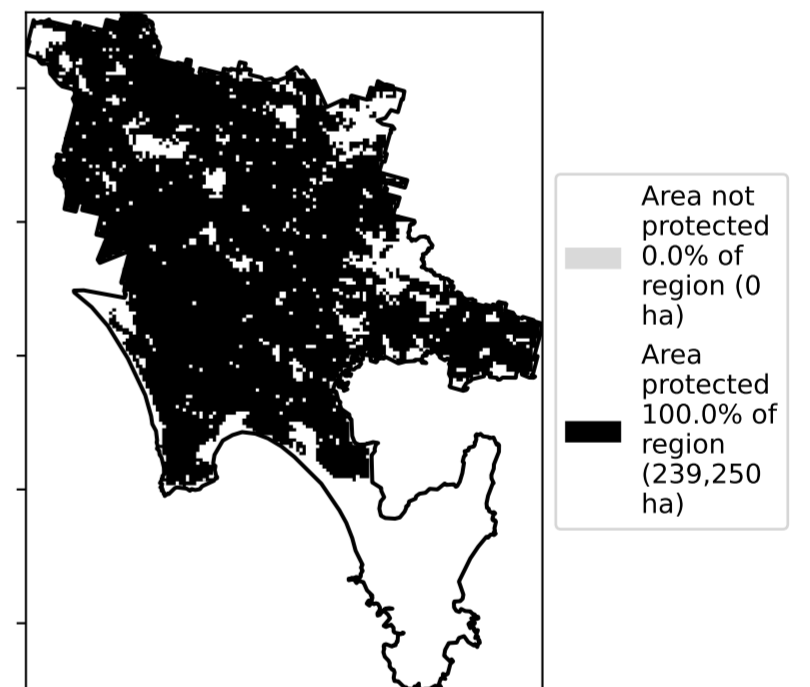 Area not
protected
0.0% of
region (0
ha)
Area
protected
100.0% of
region
(239,250
ha)